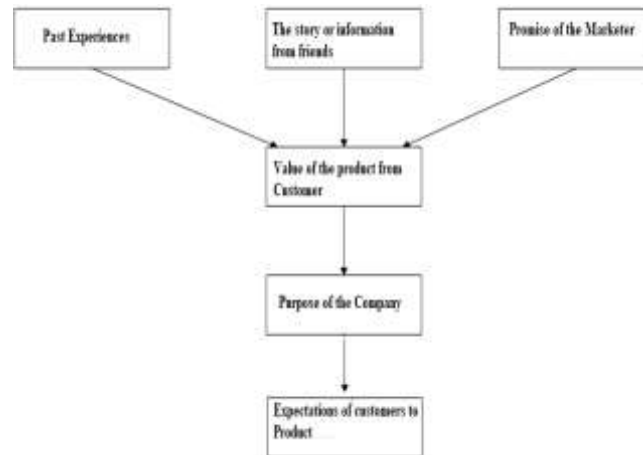 Past Experiences
The story or information
from friends
Promise of the Marketer
Value of the product from
Customer
Purpose of the Company
Expectations of customers to
Product